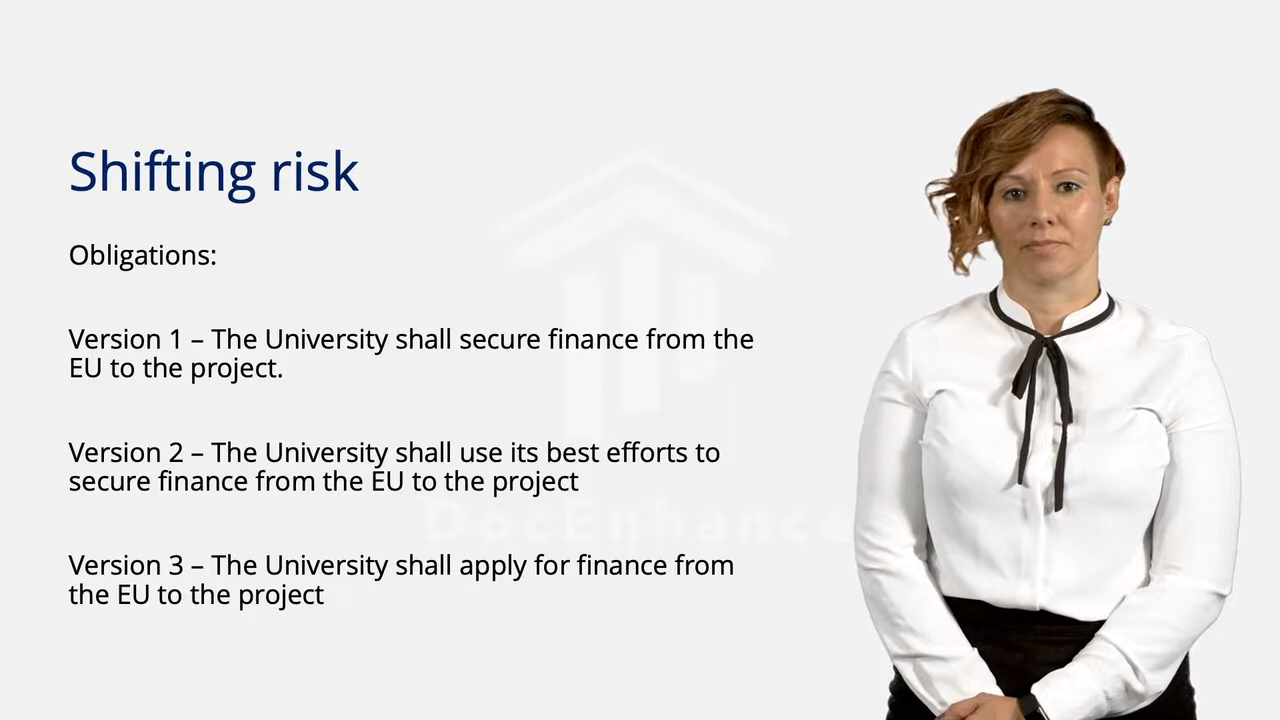 Shifting risk
Obligations:
Version 1 – The University shall secure finance from the
EU to the project.
Version 2 – The University shall use its best efforts to
secure finance from the EU to the project
DocEnhance
Version 3 – The University shall apply for finance from
the EU to the project